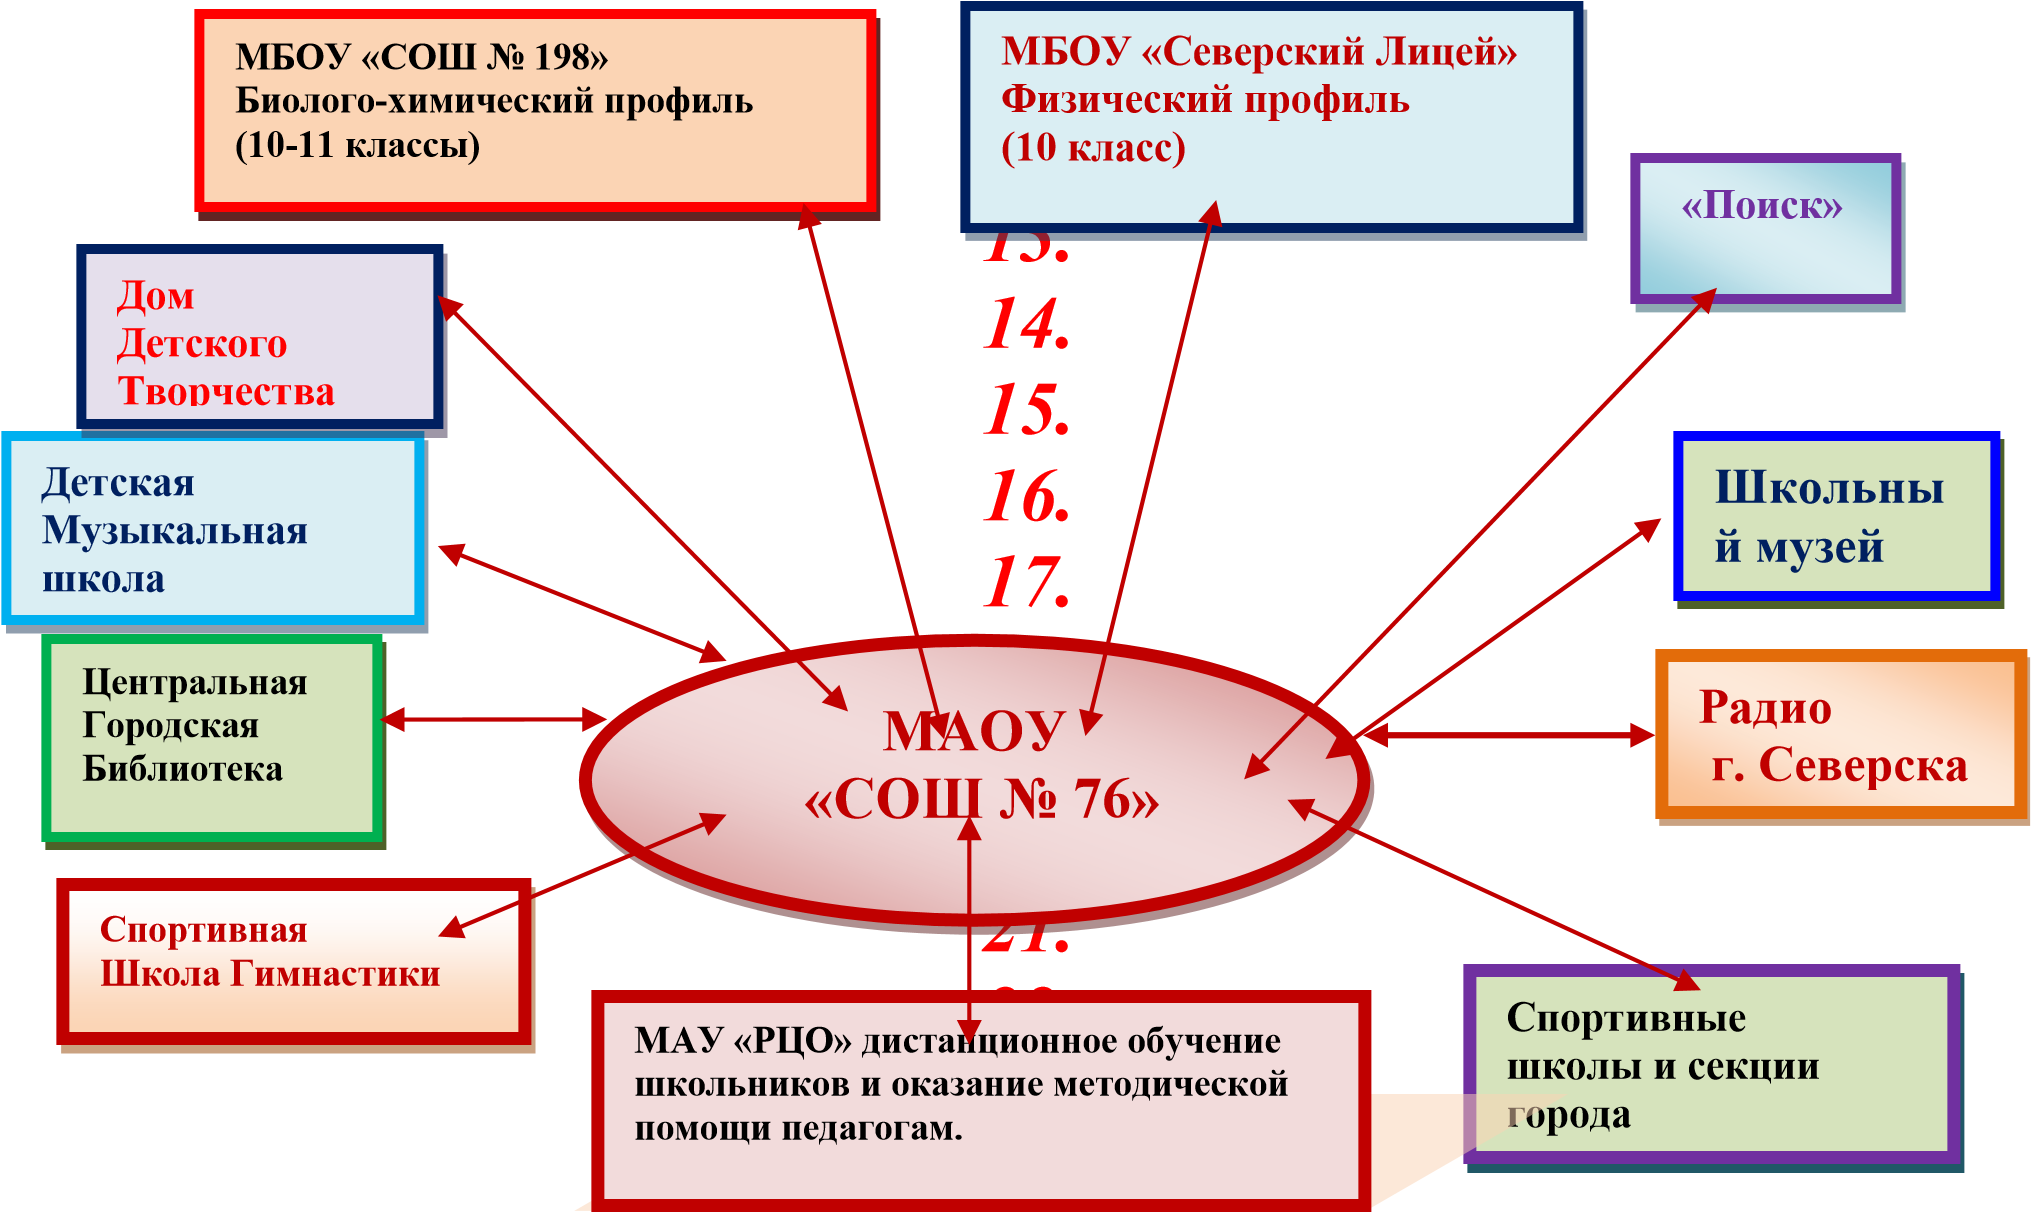 МБОУ «СОШ № 198»
Биолого-химический профиль
(10-11 классы)
МБОУ «Северский Лицей»
Физический профиль
(10 класс)
«Поиск»
Дом
Детского
Творчества
Детская
Музыкальная
школа
Центральная
Городская
Библиотека
Спортивная
Школа Гимнастики
14.
15.
16.
17.
МАОУ
«СОШ № 76»
21.
Школьны
й музей
Радио
г. Северска
МАУ «РЦО» дистанционное обучение
школьников и оказание методической
помощи педагогам.
Спортивные
школы и секции
города